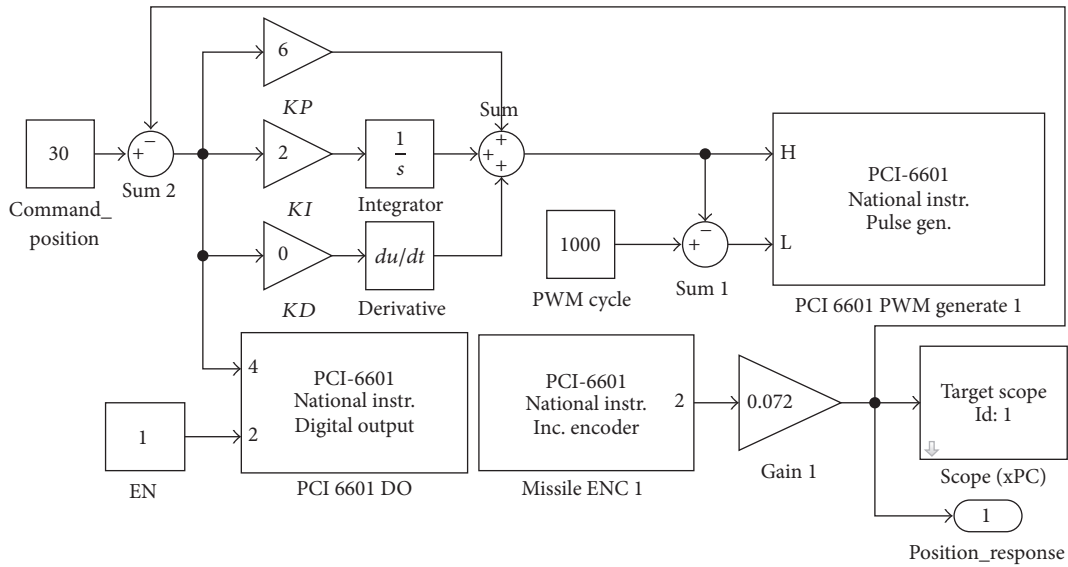 6
KP
30
+
−
Sum 2
Command_
position
2
KI
1
s
Integrator
Sum
+
+
+
0
KD
du/dt
Derivative
1000
PWM cycle
+
−
Sum 1
H
L
PCI-6601
National instr.
Pulse gen.
PCI 6601 PWM generate 1
4
2
PCI-6601
National instr.
Digital output
PCI 6601 DO
1
EN
PCI-6601
National instr.
Inc. encoder
2
Missile ENC 1
0.072
Gain 1
Target scope
Id: 1
Scope (xPC)
1
Position_response